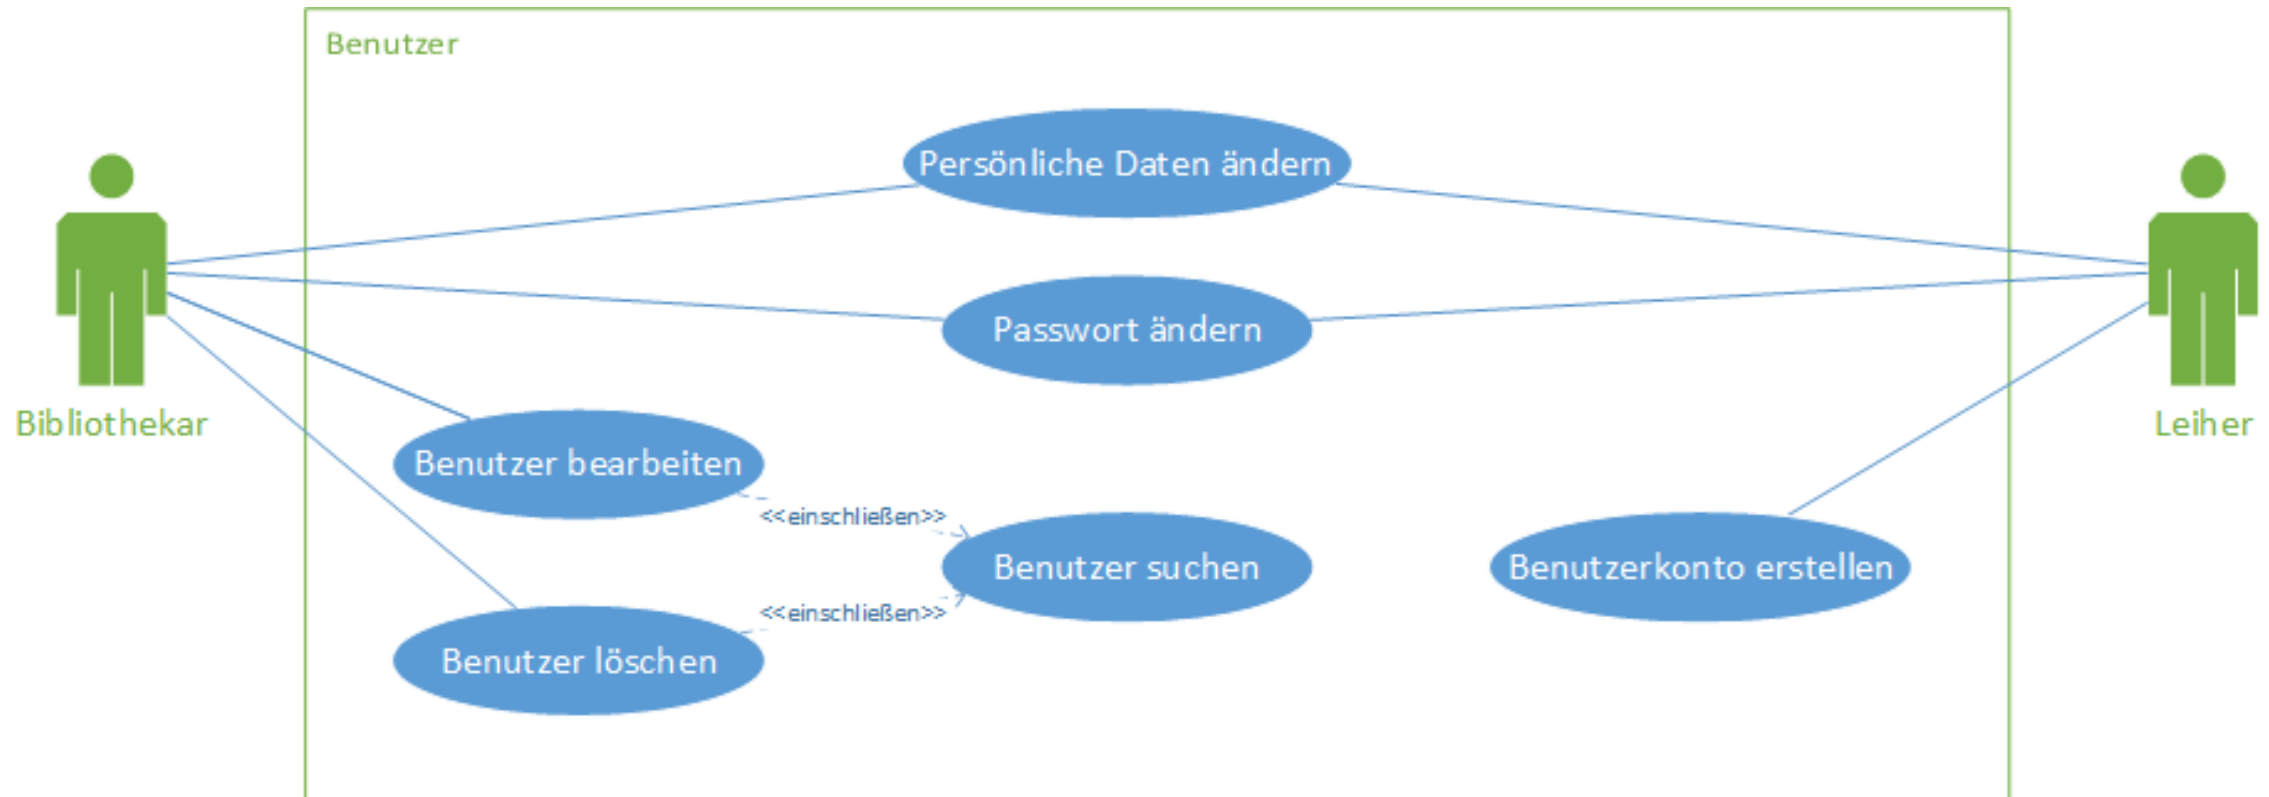 Benutzer
Persönliche Daten ändern
Passwort ändern
Bibliothekar
Leiher
Benutzer bearbeiten
<<einschließen>>
Benutzer suchen
Benutzerkonto erstellen
<<einschließen>>
Benutzer löschen